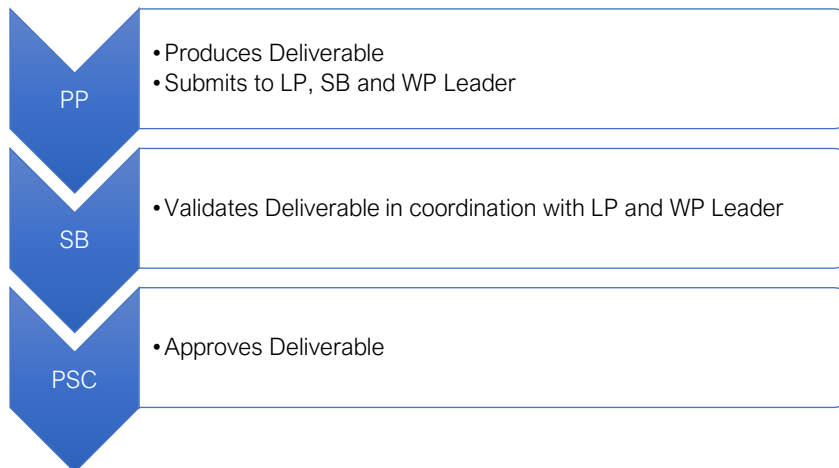 PP
•Produces Deliverable
•Submits to LP, SB and WP Leader
SB
•Validates Deliverable in coordination with LP and WP Leader
PSC
•Approves Deliverable